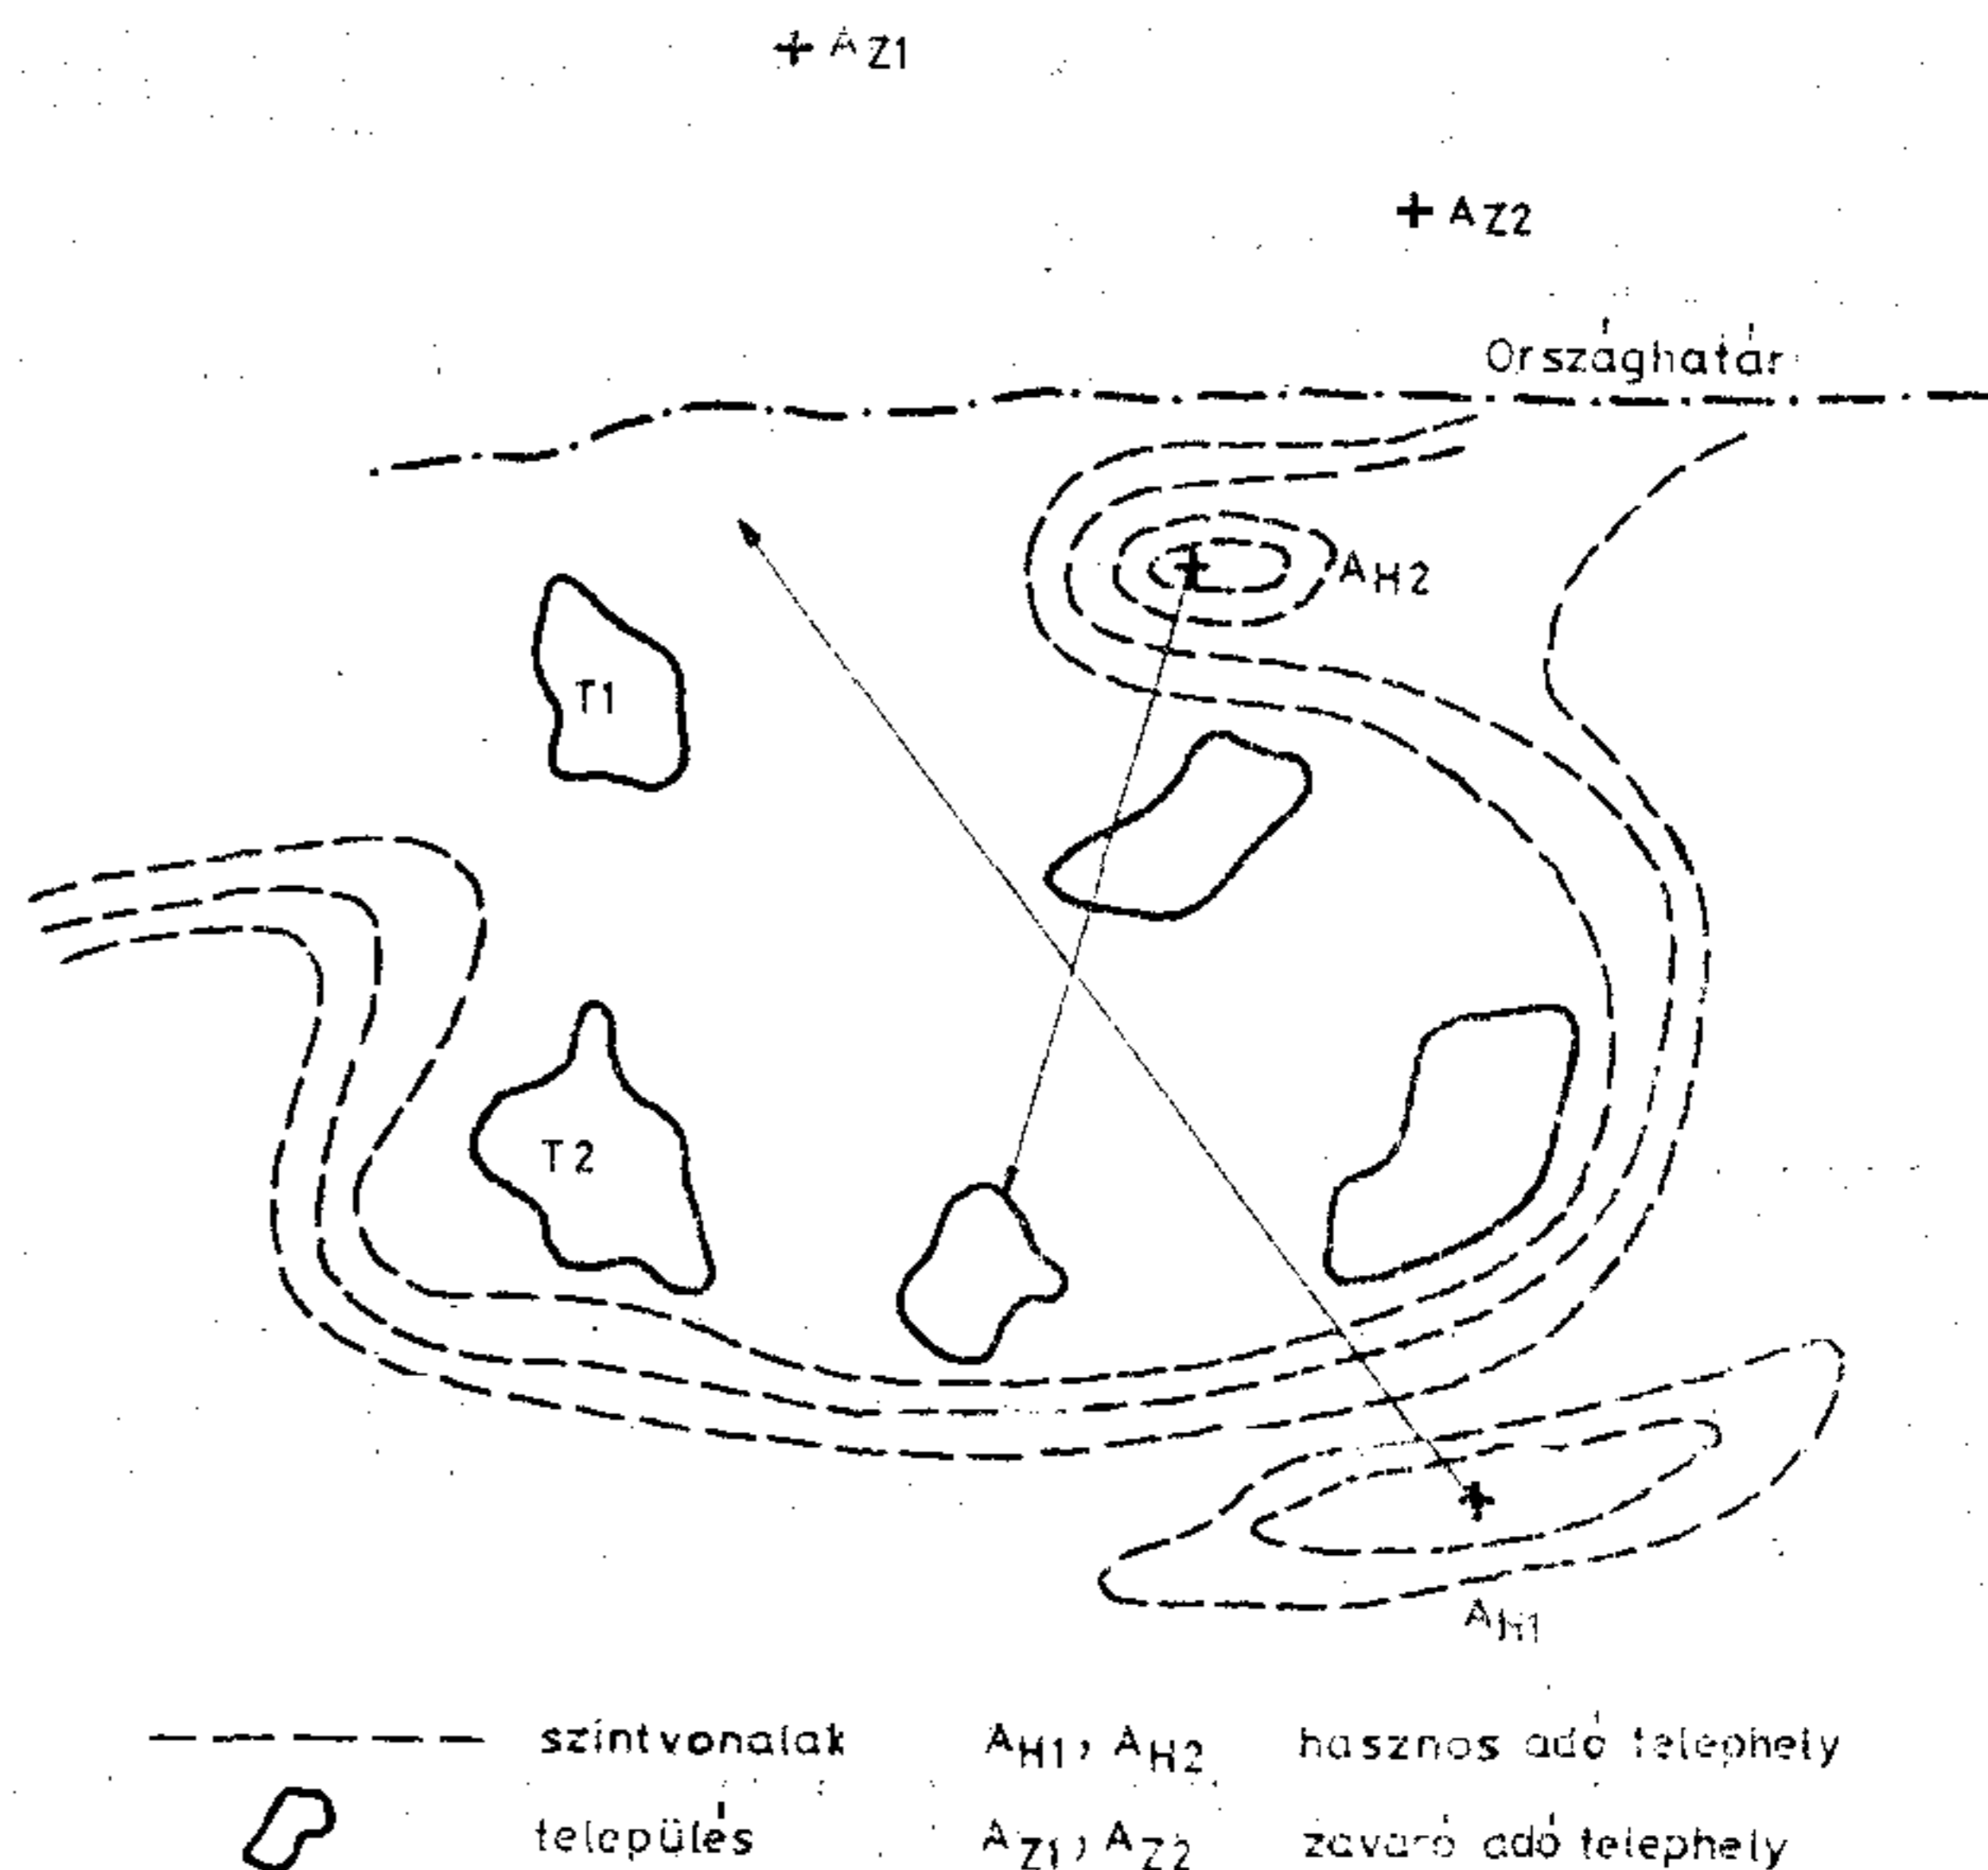 A Z1
A Z2
Országhatár
A H2
T1
T2
A H1
szintvonalak
A H1, A H2 hasznos adó telephely
település
A Z1, A Z2 zavaró adó telephely